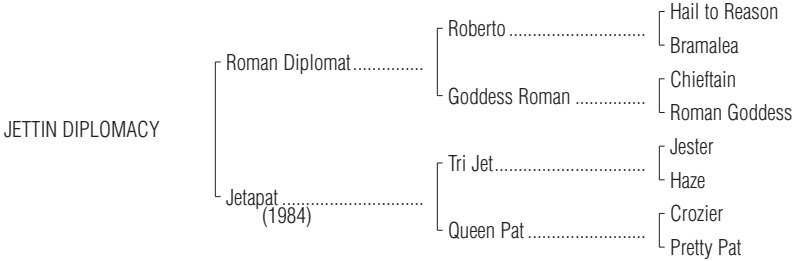 Hail to Reason
Roberto ..............................
Bramalea
Roman Diplomat...............
Chieftain
Goddess Roman ...............
Roman Goddess
JETTIN DIPLOMACY
Jester
Tri Jet................................
Haze
Jetapat ..............................
(1984)
Crozier
Queen Pat .........................
Pretty Pat